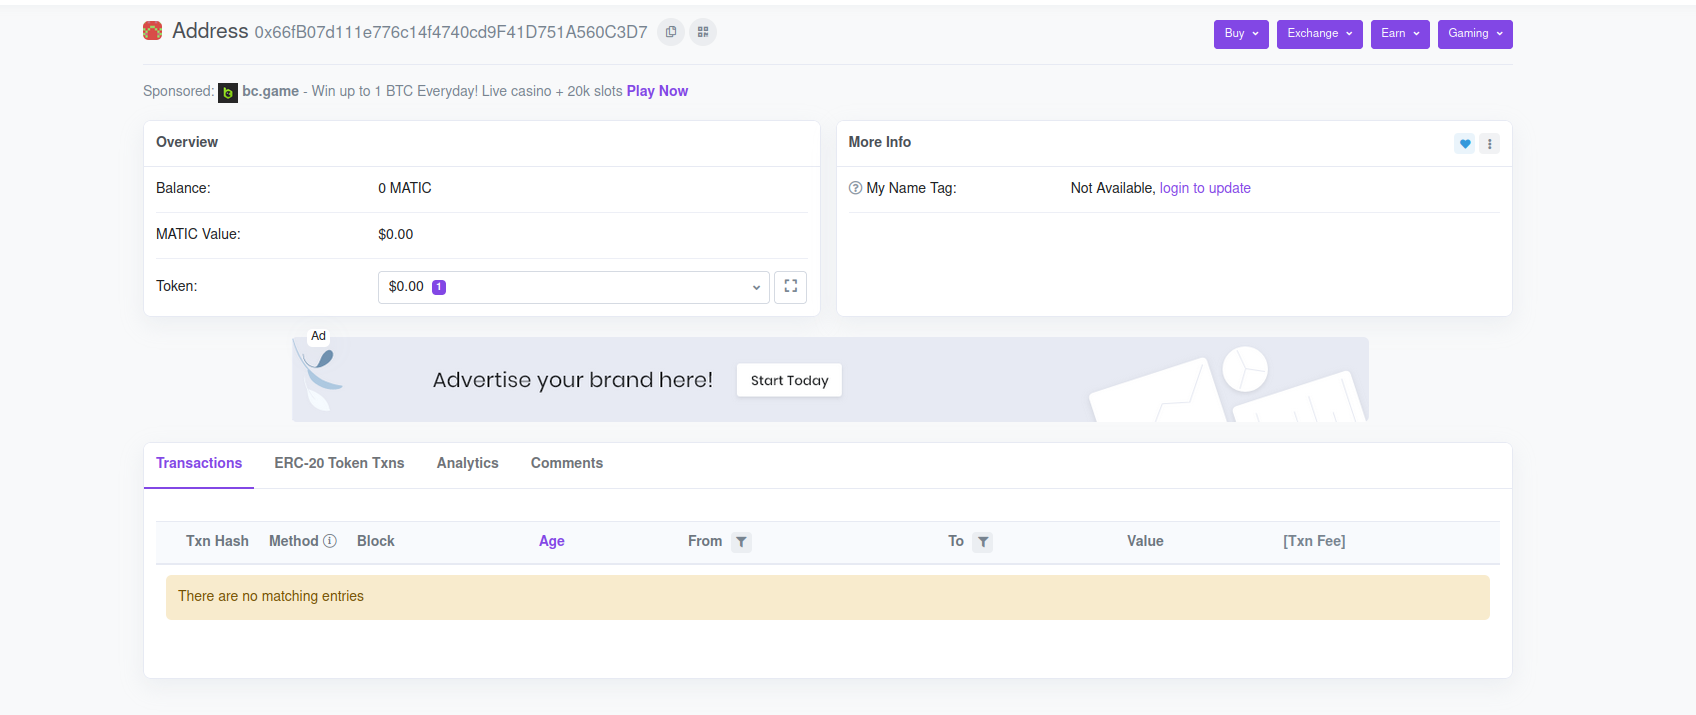 Address 0x66fB07d111e776c14f4740cd9F41D751A560C3D7
Buy Exchange Earn Gaming
Sponsored: bc.game - Win up to 1 BTC Everyday! Live casino + 20k slots Play Now
Overview
Balance: 0 MATIC
MATIC Value: $0.00
Token: $0.00 1
More Info
My Name Tag: Not Available, login to update
Ad
Advertise your brand here! Start Today
Transactions ERC-20 Token Txns Analytics Comments
Txn Hash Method Block Age From To Value [Txn Fee]
There are no matching entries